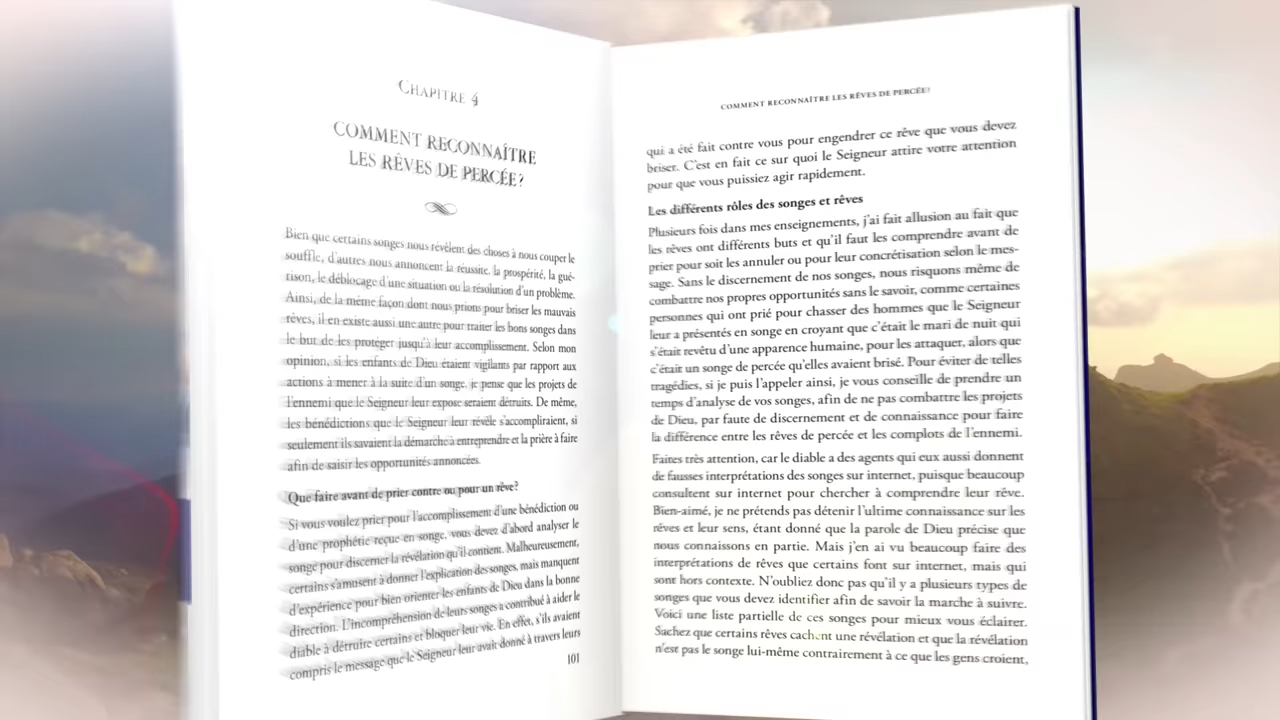 CHAPITRE 4
COMMENT RECONNAÎTRE
LES RÊVES DE PERCÉE?
Bien que certains songes nous révèlent des choses à nous couper le
souffle, d'autres nous annoncent la réussite, la prospérité, la gué-
rison, le déblocage d'une situation ou la résolution d'un problème.
Ainsi, de la même façon dont nous prions pour briser les mauvais
rêves, il en existe aussi une autre pour traiter les bons songes dans
le but de les protéger jusqu'à leur accomplissement. Selon mon
opinion, si les enfants de Dieu étaient vigilants par rapport aux
actions à mener à la suite d'un songe, je pense que les projets de
l'ennemi que le Seigneur leur expose seraient détruits. De même,
les bénédictions que le Seigneur leur révèle s'accompliraient, si
seulement ils savaient la démarche à entreprendre et la prière à faire
afin de saisir les opportunités annoncées.
Que faire avant de prier contre ou pour un rêve?
Si vous voulez prier pour l'accomplissement d'une bénédiction ou
d'une prophétie reçue en songe, vous devez d'abord analyser le
songe pour discerner la révélation qu'il contient. Malheureusement,
certains s'amusent à donner l'explication des songes, mais manquent
d'expérience pour bien orienter les enfants de Dieu dans la bonne
direction. L'incompréhension de leurs songes a contribué à aider le
diable à détruire certains et bloquer leur vie. En effet, s'ils avaient
compris le message que le Seigneur leur avait donné à travers leurs
101
COMMENT RECONNAÎTRE LES RÊVES DE PERCÉE?
qui a été fait contre vous pour engendrer ce rêve que vous devez
briser. C'est en fait ce sur quoi le Seigneur attire votre attention
pour que vous puissiez agir rapidement.
Les différents rôles des songes et rêves
Plusieurs fois dans mes enseignements, j'ai fait allusion au fait que
les rêves ont différents buts et qu'il faut les comprendre avant de
prier pour soit les annuler ou pour leur concrétisation selon le mes-
sage. Sans le discernement de nos songes, nous risquons même de
combattre nos propres opportunités sans le savoir, comme certaines
personnes qui ont prié pour chasser des hommes que le Seigneur
leur a présentés en songe en croyant que c'était le mari de nuit qui
s'était revêtu d'une apparence humaine, pour les attaquer, alors que
c'était un songe de percée qu'elles avaient brisé. Pour éviter de telles
tragédies, si je puis l'appeler ainsi, je vous conseille de prendre un
temps d'analyse de vos songes, afin de ne pas combattre les projets
de Dieu, par faute de discernement et de connaissance pour faire
la différence entre les rêves de percée et les complots de l'ennemi.
Faites très attention, car le diable a des agents qui eux aussi donnent
de fausses interprétations des songes sur internet, puisque beaucoup
consultent sur internet pour chercher à comprendre leur rêve.
Bien-aimé, je ne prétends pas détenir l'ultime connaissance sur les
rêves et leur sens, étant donné que la parole de Dieu précise que
nous connaissons en partie. Mais j'en ai vu beaucoup faire des
interprétations de rêves que certains font sur internet, mais qui
sont hors contexte. N'oubliez donc pas qu'il y a plusieurs types de
songes que vous devez identifier afin de savoir la marche à suivre.
Voici une liste partielle de ces songes pour mieux vous éclairer.
Sachez que certains rêves cachent une révélation et que la révélation
n'est pas le songe lui-même contrairement à ce que les gens croient,